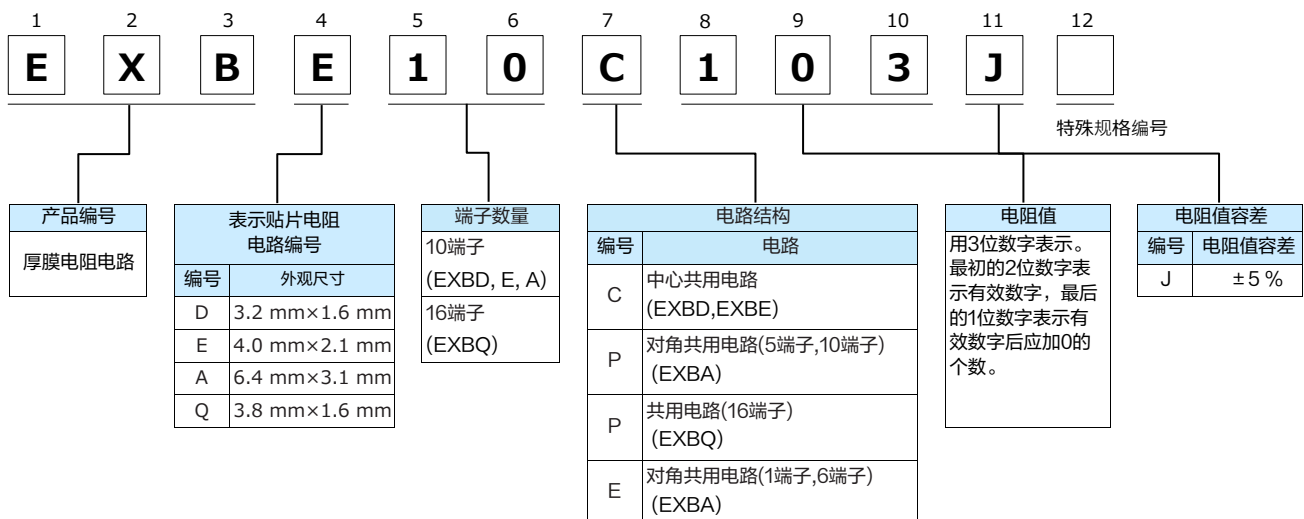 1 2 3 4 5 6 7 8 9 10 11 12
E X B E 1 0 C 1 0 3 J
特殊规格编号
产品编号
厚膜电阻电路
表示贴片电阻
电路编号
编号 外观尺寸
D 3.2 mm×1.6 mm
E 4.0 mm×2.1 mm
A 6.4 mm×3.1 mm
Q 3.8 mm×1.6 mm
端子数量
10端子
(EXBD, E, A)
16端子
(EXBQ)
电路结构
编号 电路
C 中心共用电路
(EXBD,EXBE)
P 对角共用电路(5端子,10端子)
(EXBA)
P 共用电路(16端子)
(EXBQ)
E 对角共用电路(1端子,6端子)
(EXBA)
电阻值
用3位数字表示。
最初的2位数字表
示有效数字，最后
的1位数字表示有
效数字后应加0的
个数。
电阻值容差
编号 电阻值容差
J ±5 %